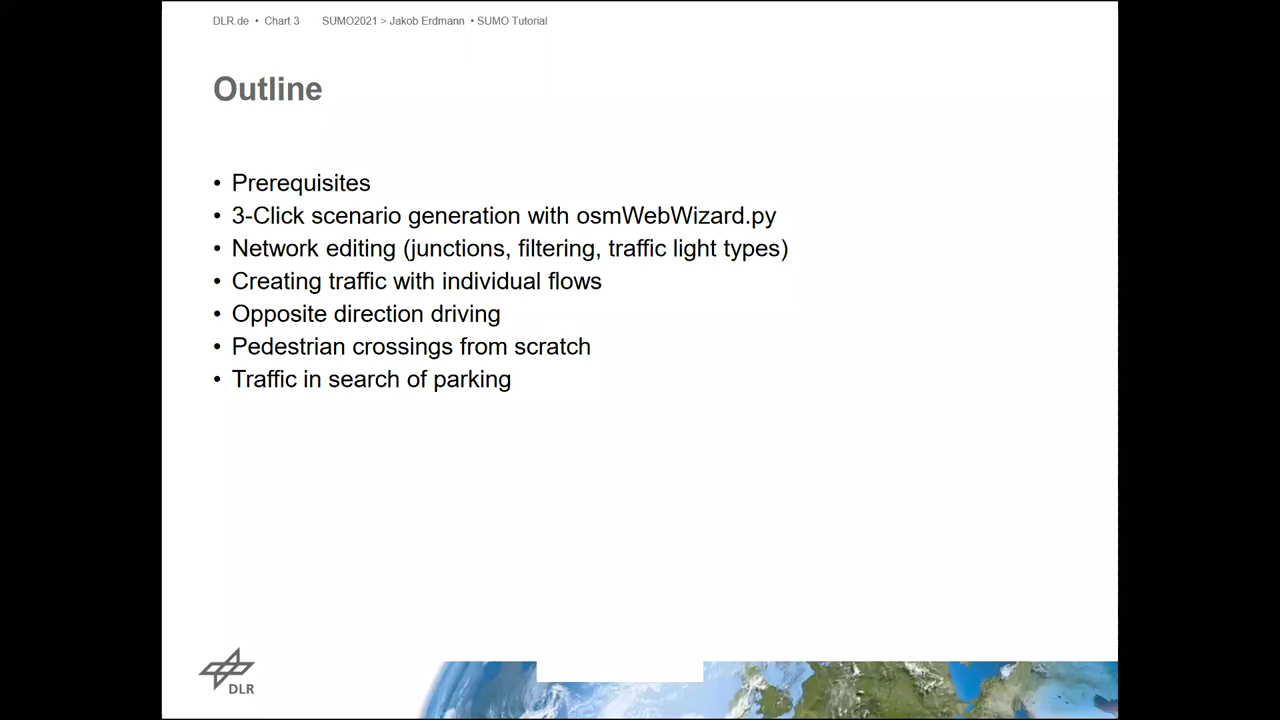 DLR.de • Chart 3 SUMO2021 > Jakob Erdmann • SUMO Tutorial
Outline
• Prerequisites
• 3-Click scenario generation with osmWebWizard.py
• Network editing (junctions, filtering, traffic light types)
• Creating traffic with individual flows
• Opposite direction driving
• Pedestrian crossings from scratch
• Traffic in search of parking
DLR